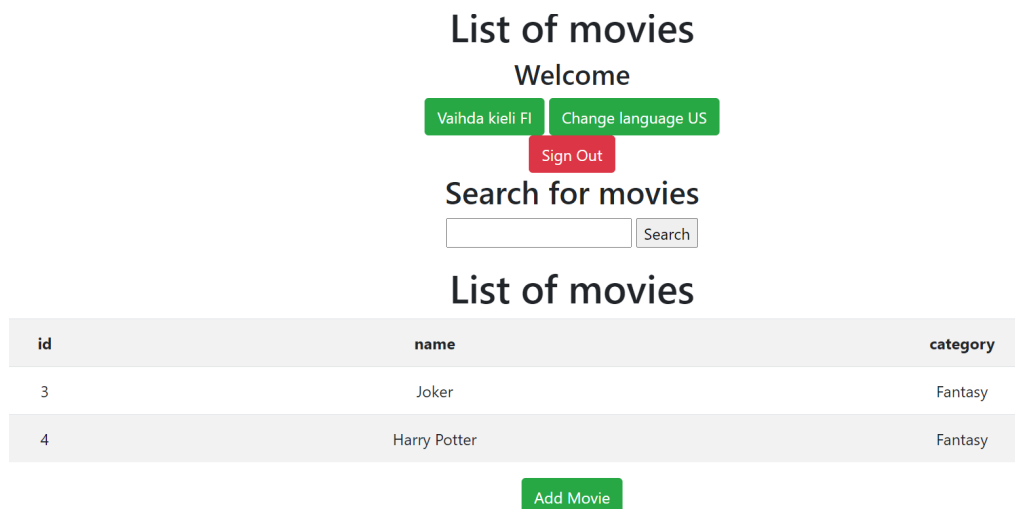 List of movies
Welcome
Vaihda kieli FI Change language US
Sign Out
Search for movies
Search
List of movies
id name category
3 Joker Fantasy
4 Harry Potter Fantasy
Add Movie